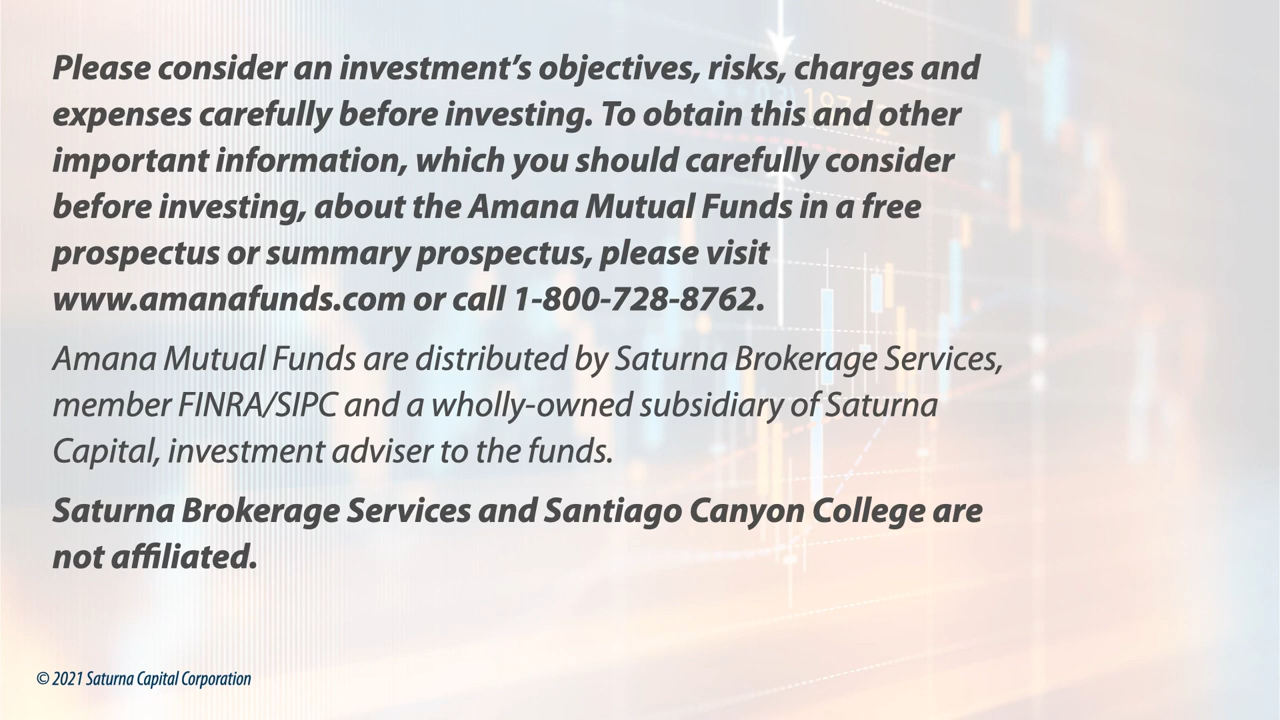 Please consider an investment's objectives, risks, charges and
expenses carefully before investing. To obtain this and other
important information, which you should carefully consider
before investing, about the Amana Mutual Funds in a free
prospectus or summary prospectus, please visit
www.amanafunds.com or call 1-800-728-8762.
Amana Mutual Funds are distributed by Saturna Brokerage Services,
member FINRA/SIPC and a wholly-owned subsidiary of Saturna
Capital, investment adviser to the funds.
Saturna Brokerage Services and Santiago Canyon College are
not affiliated.
© 2021 Saturna Capital Corporation